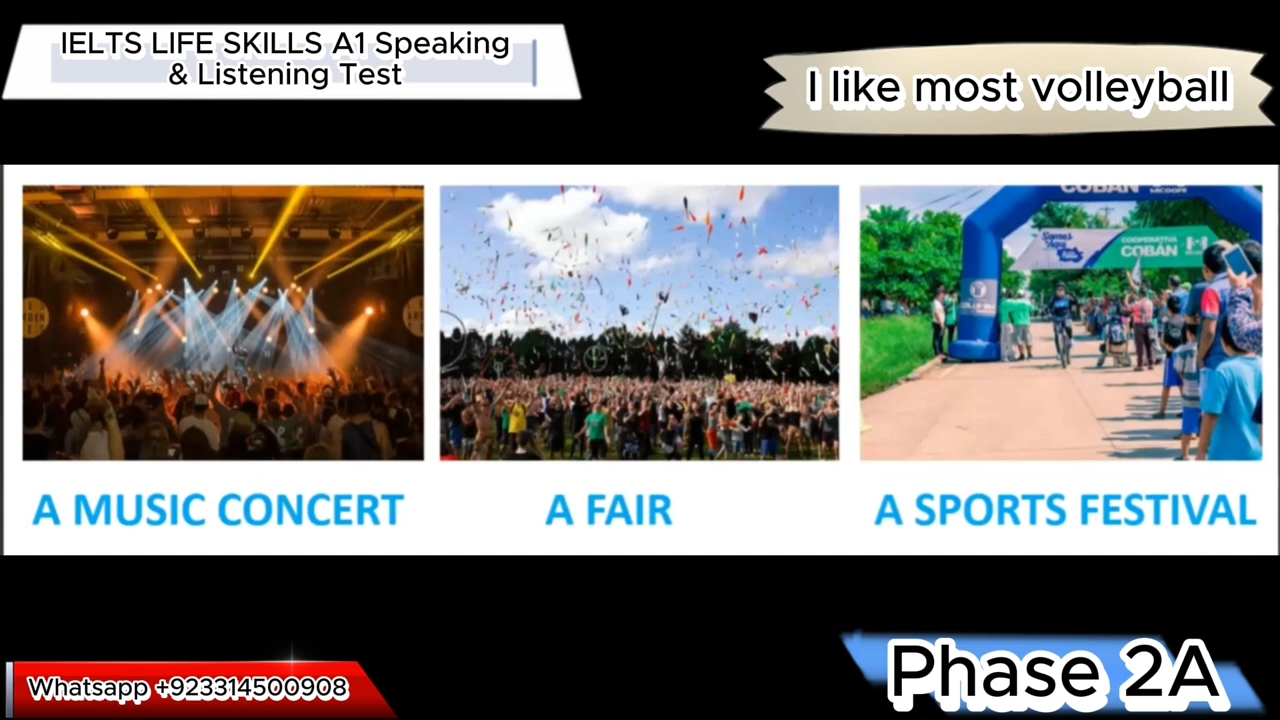 IELTS LIFE SKILLS A1 Speaking
& Listening Test
I like most volleyball
COBAN
COOPERATIVA
COBÁN
A MUSIC CONCERT
A FAIR
A SPORTS FESTIVAL
Whatsapp +923314500908
Phase 2A